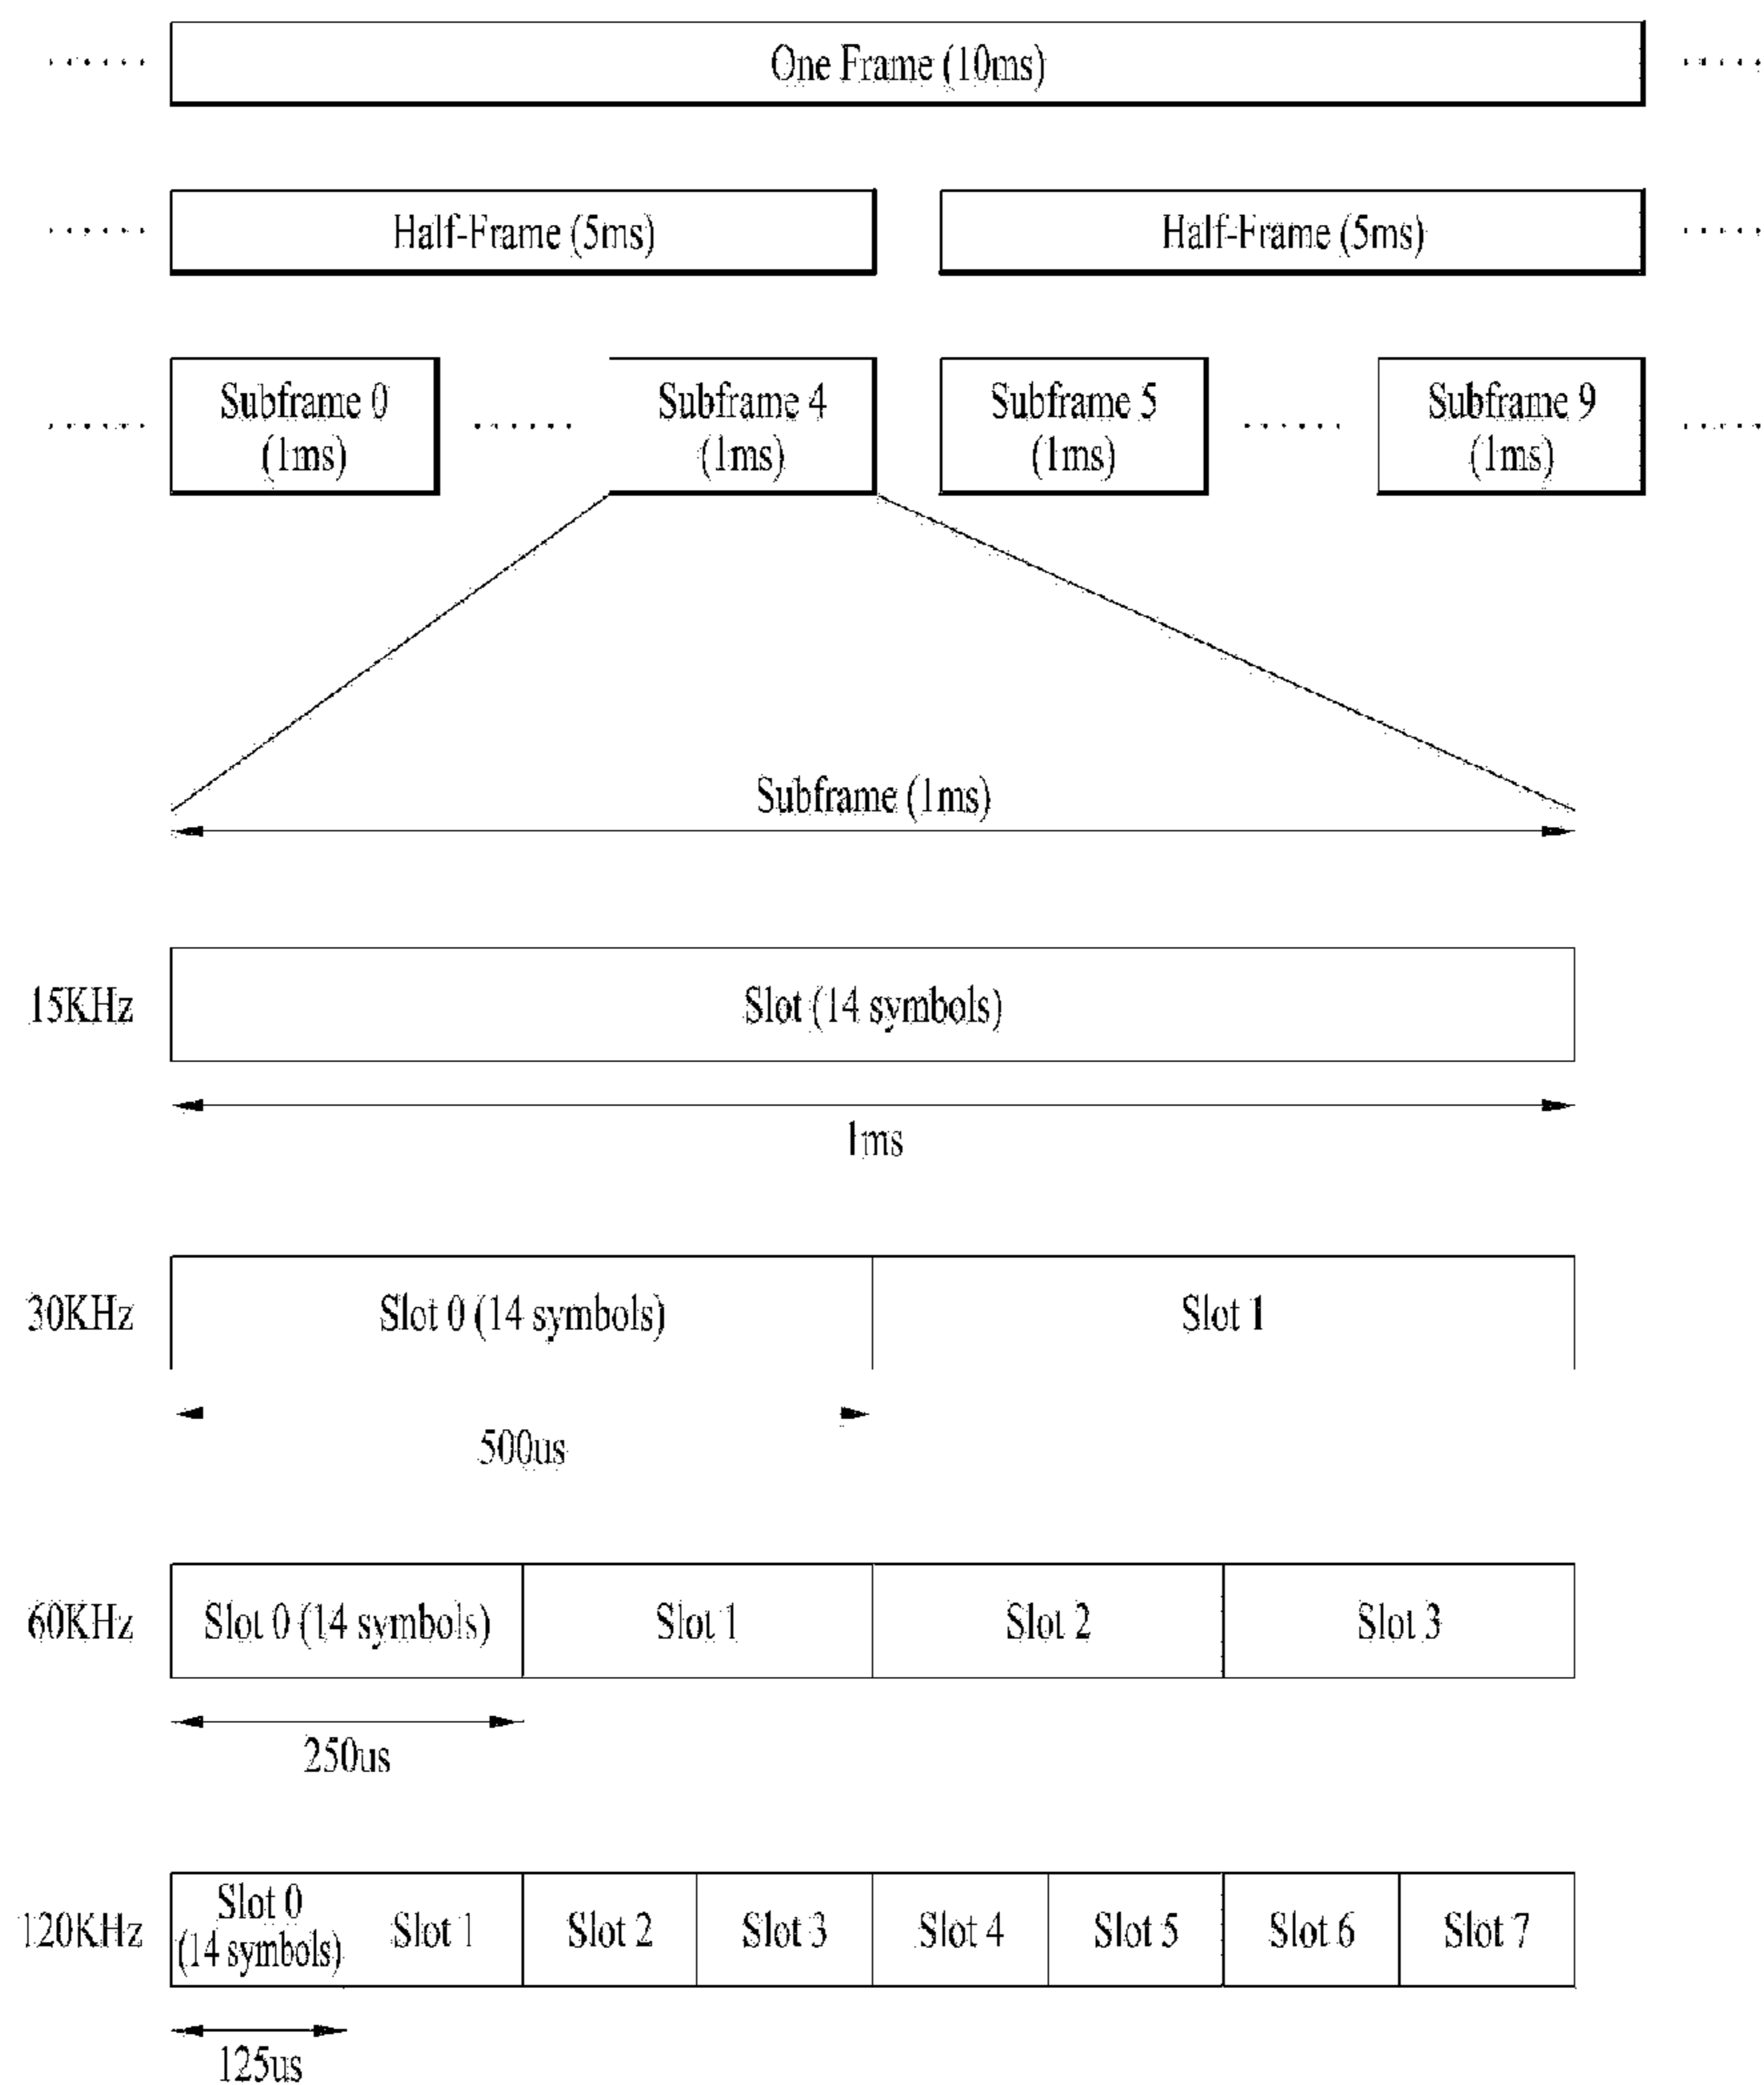 One Frame (10ms)
Half-Frame (5ms) Half-Frame (5ms)
Subframe 0 Subframe 4 Subframe 5 Subframe 9
(1ms) (1ms) (1ms) (1ms)
Subframe (1ms)
15KHz Slot (14 symbols)
1ms
30KHz Slot 0 (14 symbols) Slot 1
500us
60KHz Slot 0 (14 symbols) Slot 1 Slot 2 Slot 3
250us
Slot 0
120KHz (14 symbols) Slot 1 Slot 2 Slot 3 Slot 4 Slot 5 Slot 6 Slot 7
125us